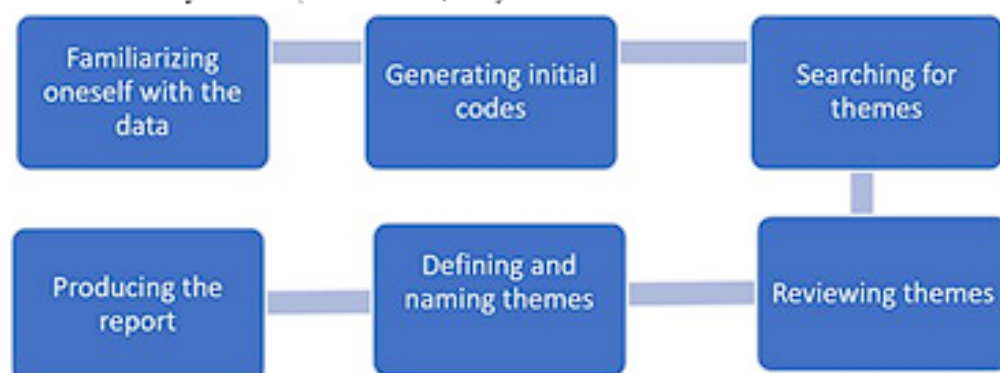 Familiarizing
oneself with the
data
Generating initial
codes
Searching for
themes
Reviewing themes
Defining and
naming themes
Producing the
report